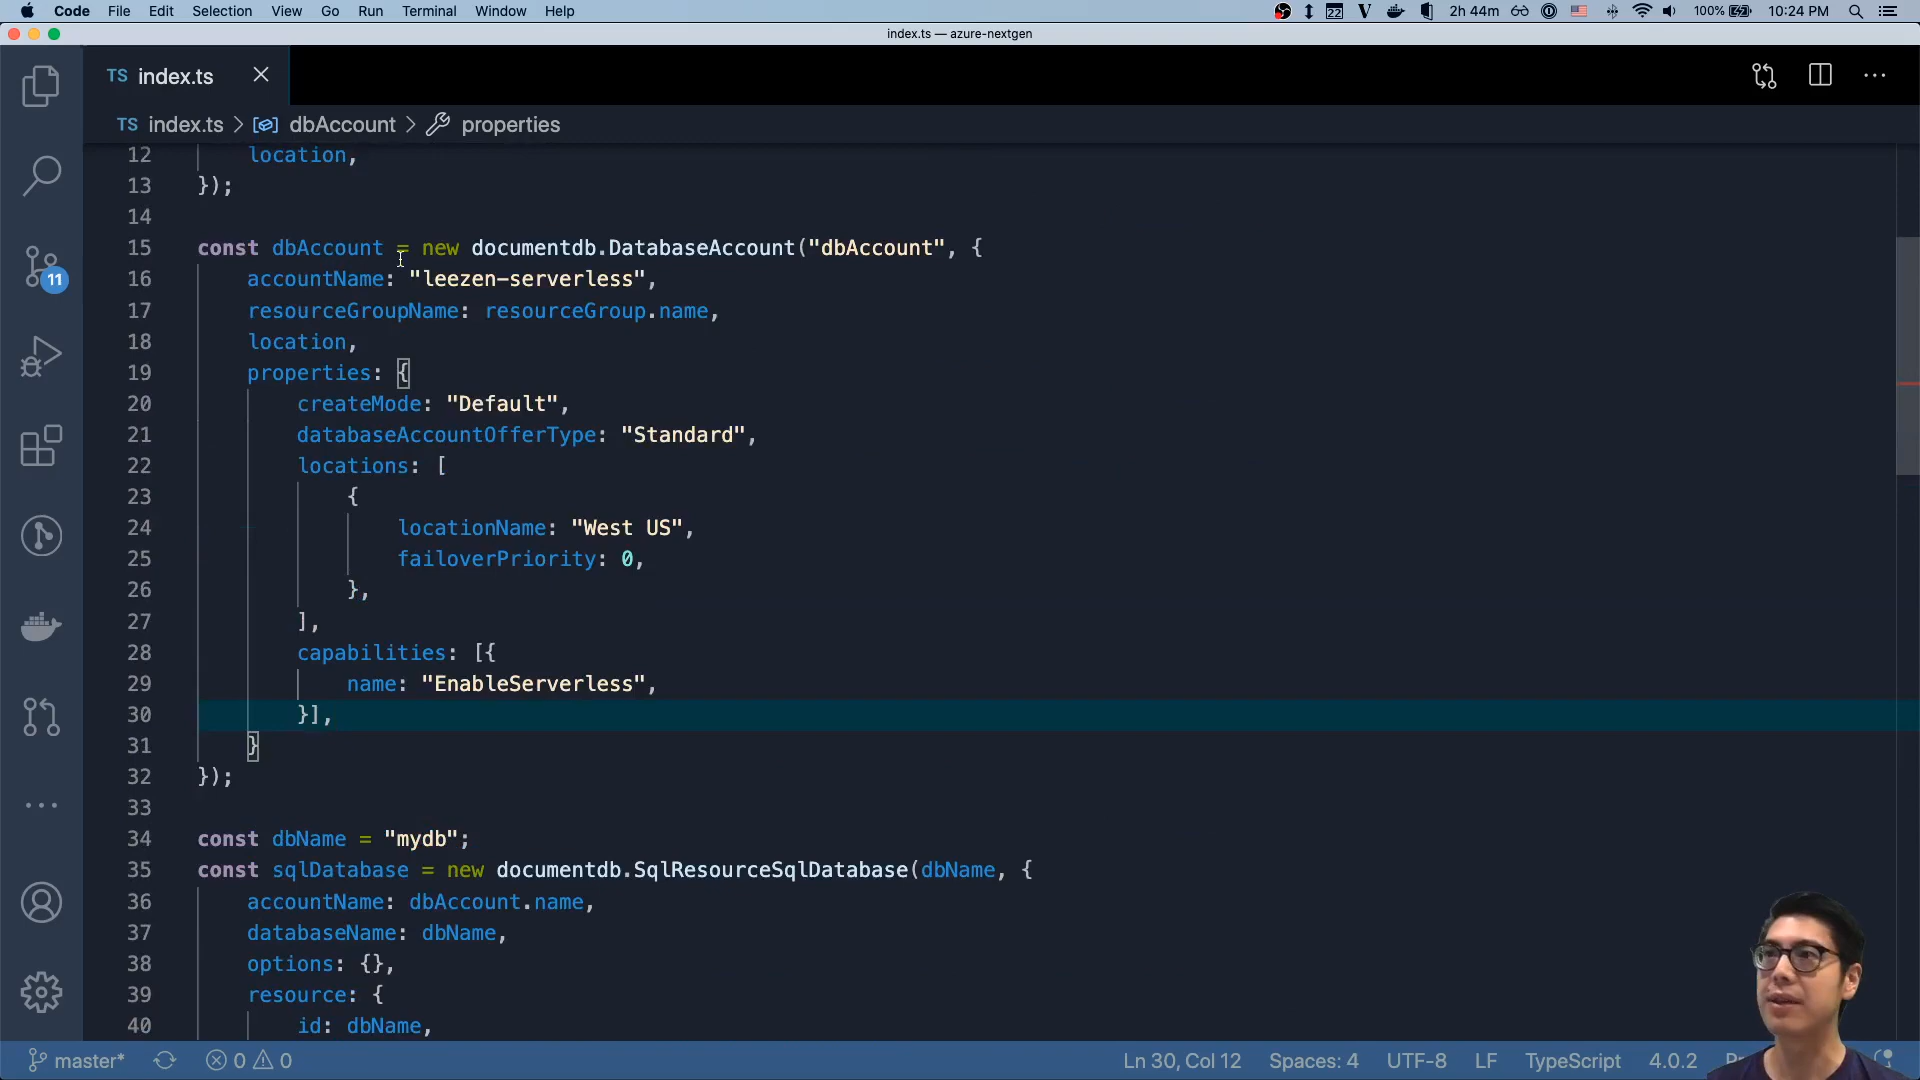 Code File Edit Selection View Go Run Terminal Window Help 22 2h 44m 100% 10:24 PM
index.ts — azure-nextgen
TS index.ts
TS index.ts > dbAccount > properties
12 location,
13 });
14
15 const dbAccount = new documentdb.DatabaseAccount("dbAccount", {
16 accountName: "leezen-serverless",
17 resourceGroupName: resourceGroup.name,
18 location,
19 properties: {
20 createMode: "Default",
21 databaseAccountOfferType: "Standard",
22 locations: [
23 {
24 locationName: "West US",
25 failoverPriority: 0,
26 },
27 ],
28 capabilities: [{
29 name: "EnableServerless",
30 }],
31 }
32 });
33
34 const dbName = "mydb";
35 const sqlDatabase = new documentdb.SqlResourceSqlDatabase(dbName, {
36 accountName: dbAccount.name,
37 databaseName: dbName,
38 options: {},
39 resource: {
40 id: dbName,
11
master* 0 0 Ln 30, Col 12 Spaces: 4 UTF-8 LF TypeScript 4.0.2